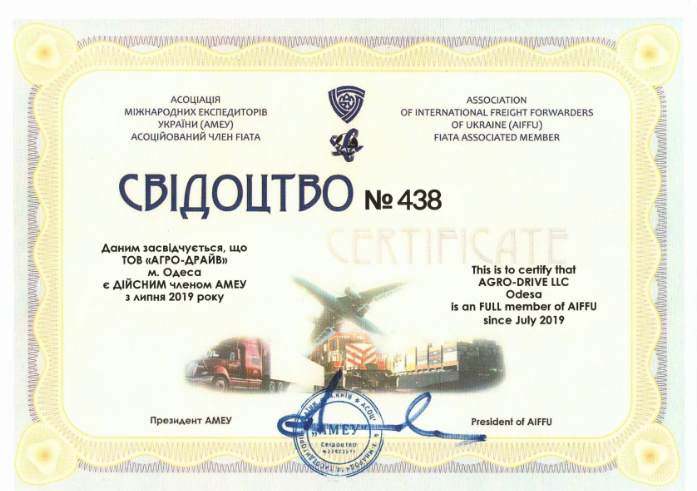 АСОЦІАЦІЯ
МІЖНАРОДНИХ ЕКСПЕДИТОРІВ
УКРАЇНИ (АМЕУ)
АСОЦІЙОВАНИЙ ЧЛЕН FIATA
ASSOCIATION
OF INTERNATIONAL FREIGHT FORWARDERS
OF UKRAINE (AIFFU)
FIATA ASSOCIATED MEMBER
FIATA
СВІДОЦТВО № 438
CERTIFICATE
Даним засвідчується, що
ТОВ «АГРО-ДРАЙВ»
м. Одеса
є ДІЙСНИМ членом АМЕУ
з липня 2019 року
This is to certify that
AGRO-DRIVE LLC
Odesa
is an FULL member of AIFFU
since July 2019
Президент АМЕУ
"АМЕУ"
Свідоцтво
President of AIFFU